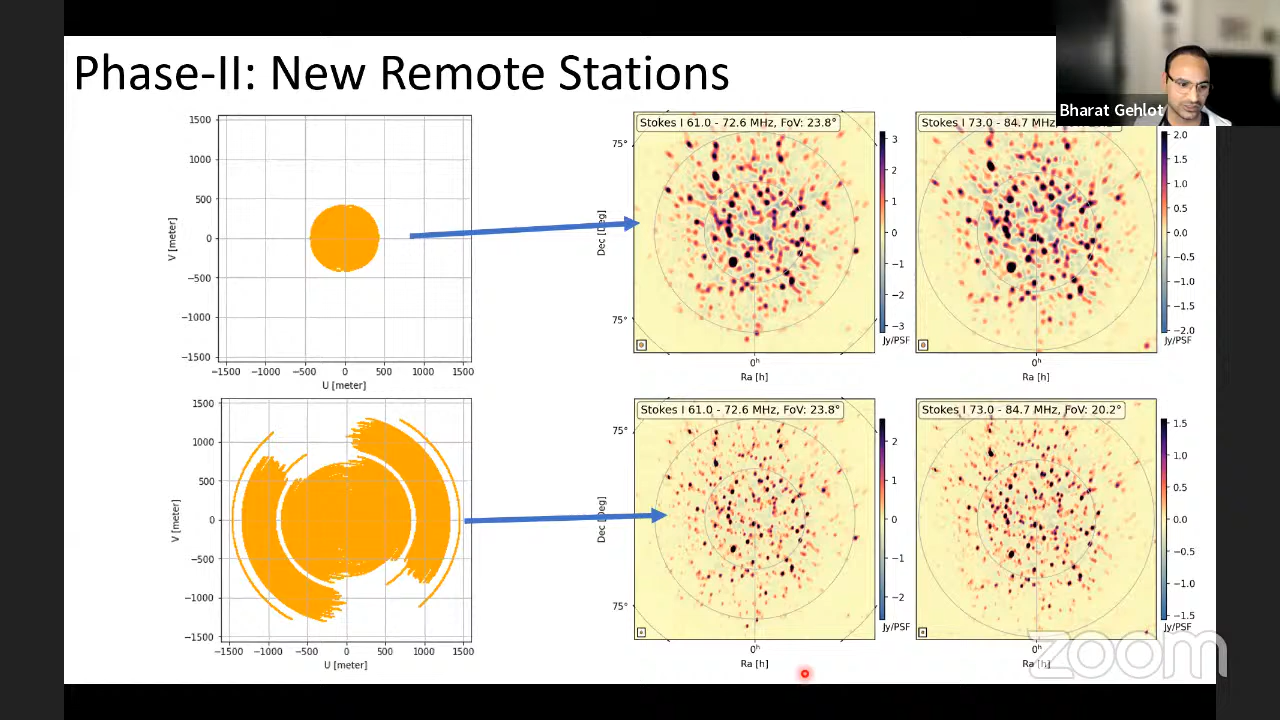 Phase-II: New Remote Stations
Bharat Gehlot
1500
1000
500
0
−500
−1000
−1500
V [meter]
−1500 −1000 −500 0 500 1000 1500
U [meter]
Stokes I 61.0 - 72.6 MHz, FoV: 23.8°
75°
75°
Dec [Deg]
0ʰ
Ra [h]
3
2
1
0
−1
−2
−3
Jy/PSF
Stokes I 73.0 - 84.7 MHz,
0ʰ
Ra [h]
2.0
1.5
1.0
0.5
0.0
−0.5
−1.0
−1.5
−2.0
Jy/PSF
1500
1000
500
0
−500
−1000
−1500
V [meter]
−1500 −1000 −500 0 500 1000 1500
U [meter]
Stokes I 61.0 - 72.6 MHz, FoV: 23.8°
75°
75°
Dec [Deg]
0ʰ
Ra [h]
2
1
0
−1
−2
Jy/PSF
Stokes I 73.0 - 84.7 MHz, FoV: 20.2°
0ʰ
Ra [h]
1.5
1.0
0.5
0.0
−0.5
−1.0
−1.5
Jy/PSF
zoom